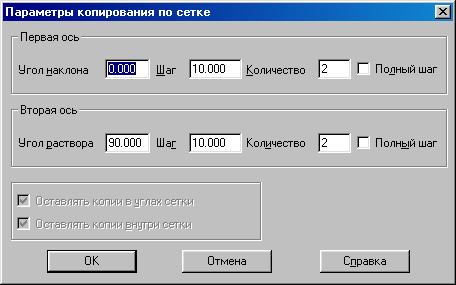 Параметры копирования по сетке
Первая ось
Угол наклона 0.000 Шаг 10.000 Количество 2 Полный шаг
Вторая ось
Угол раствора 90.000 Шаг 10.000 Количество 2 Полный шаг
Оставлять копии в углах сетки
Оставлять копии внутри сетки
OK Отмена Справка